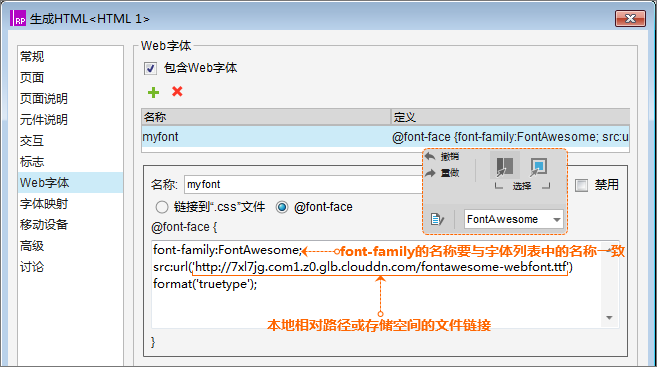 RP 生成HTML<HTML 1>
常规
页面
页面说明
元件说明
交互
标志
Web字体
字体映射
移动设备
高级
讨论
Web字体
包含Web字体
名称 定义
myfont @font-face {font-family:FontAwesome; src:u
撤销
重做
选择
FontAwesome
名称: myfont 禁用
链接到“.css”文件 @font-face
@font-face {
font-family:FontAwesome; font-family的名称要与字体列表中的名称一致
src:url('http://7xl7jg.com1.z0.glb.clouddn.com/fontawesome-webfont.ttf')
format('truetype');
本地相对路径或存储空间的文件链接
}